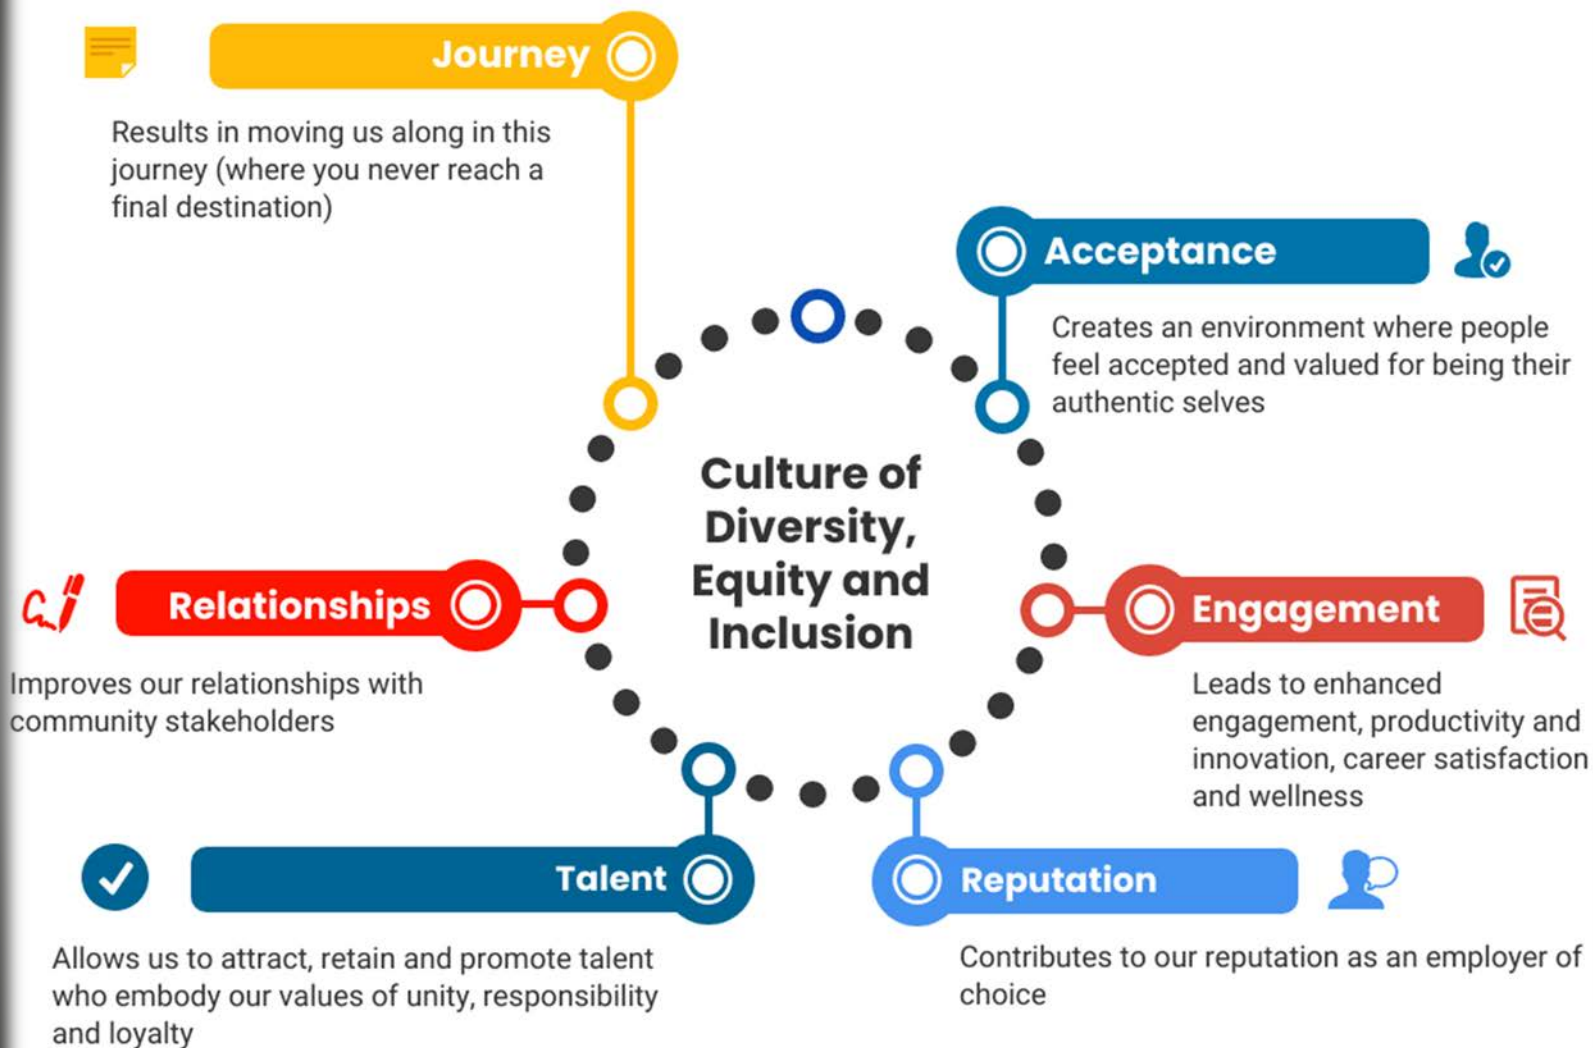 Journey
Results in moving us along in this
journey (where you never reach a
final destination)
Acceptance
Creates an environment where people
feel accepted and valued for being their
authentic selves
Culture of
Diversity,
Equity and
Inclusion
Relationships
Improves our relationships with
community stakeholders
Engagement
Leads to enhanced
engagement, productivity and
innovation, career satisfaction
and wellness
Talent
Allows us to attract, retain and promote talent
who embody our values of unity, responsibility
and loyalty
Reputation
Contributes to our reputation as an employer of
choice